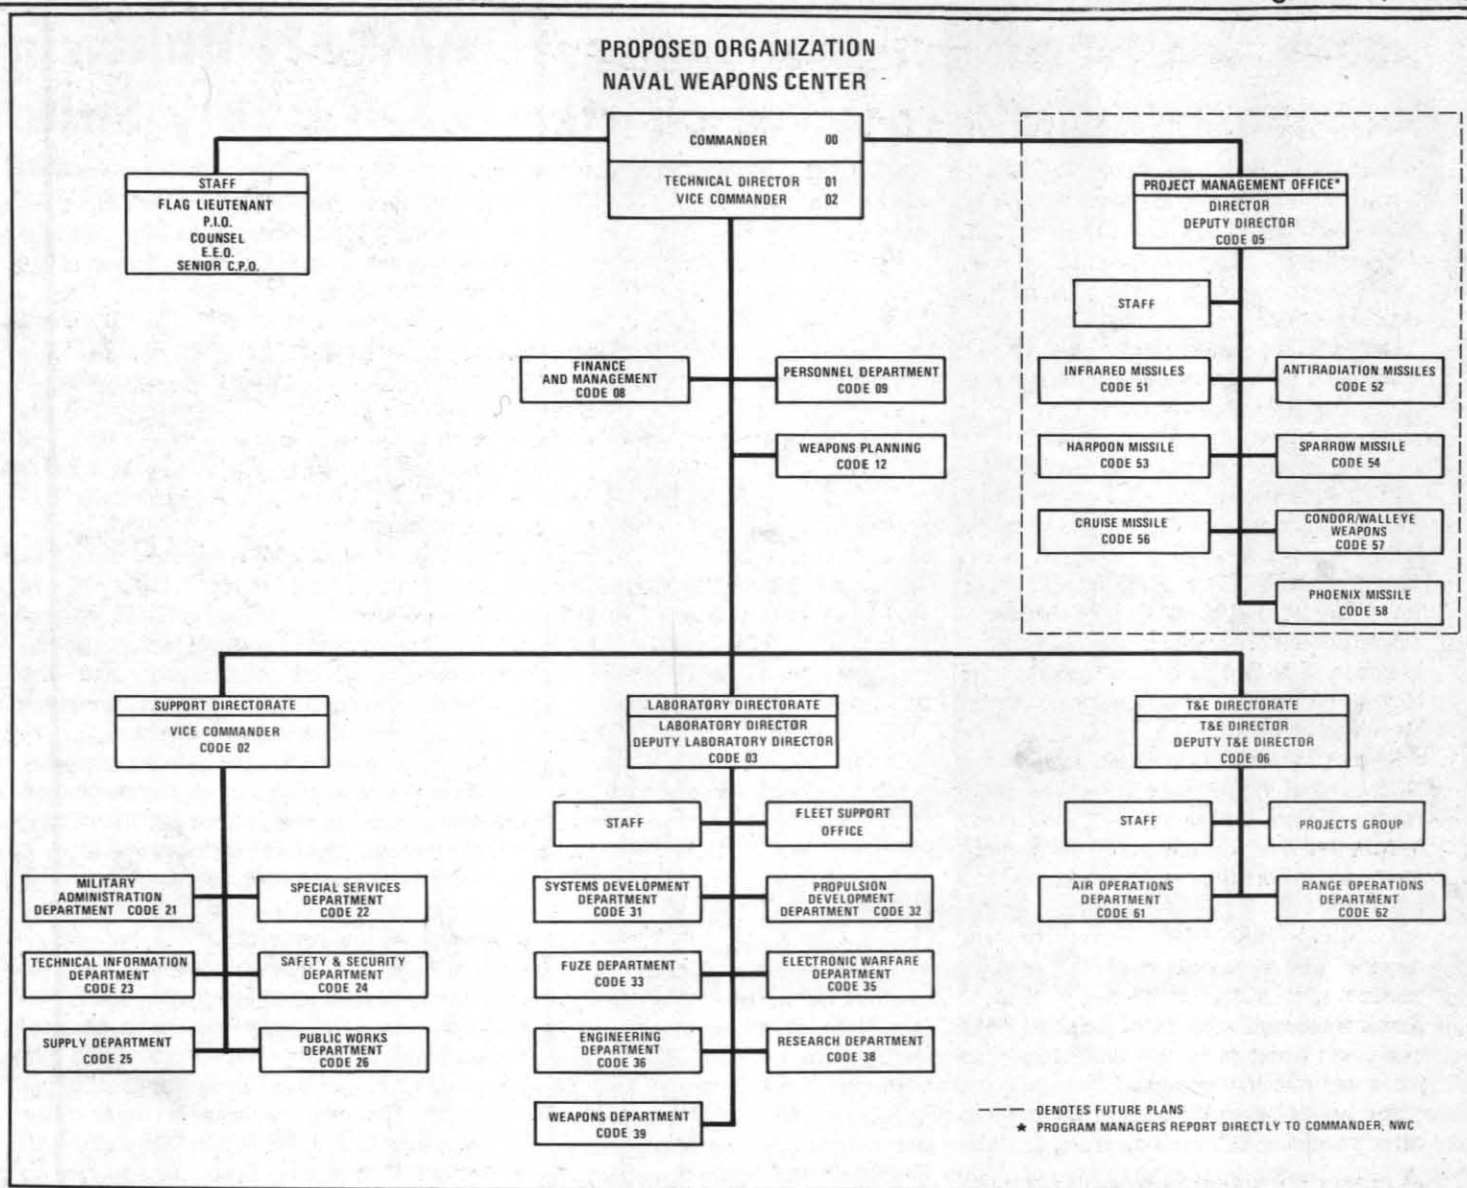 PROPOSED ORGANIZATION
NAVAL WEAPONS CENTER
COMMANDER 00
TECHNICAL DIRECTOR 01
VICE COMMANDER 02
STAFF
FLAG LIEUTENANT
P.I.O.
COUNSEL
E.E.O.
SENIOR C.P.O.
PROJECT MANAGEMENT OFFICE*
DIRECTOR
DEPUTY DIRECTOR
CODE 05
STAFF
FINANCE
AND MANAGEMENT
CODE 08
PERSONNEL DEPARTMENT
CODE 09
WEAPONS PLANNING
CODE 12
INFRARED MISSILES
CODE 51
ANTIRADIATION MISSILES
CODE 52
HARPOON MISSILE
CODE 53
SPARROW MISSILE
CODE 54
CRUISE MISSILE
CODE 56
CONDOR/WALLEYE
WEAPONS
CODE 57
PHOENIX MISSILE
CODE 58
SUPPORT DIRECTORATE
VICE COMMANDER
CODE 02
LABORATORY DIRECTORATE
LABORATORY DIRECTOR
DEPUTY LABORATORY DIRECTOR
CODE 03
T&E DIRECTORATE
T&E DIRECTOR
DEPUTY T&E DIRECTOR
CODE 06
MILITARY
ADMINISTRATION
DEPARTMENT CODE 21
SPECIAL SERVICES
DEPARTMENT
CODE 22
TECHNICAL INFORMATION
DEPARTMENT
CODE 23
SAFETY & SECURITY
DEPARTMENT
CODE 24
SUPPLY DEPARTMENT
CODE 25
PUBLIC WORKS
DEPARTMENT
CODE 26
STAFF
FLEET SUPPORT
OFFICE
SYSTEMS DEVELOPMENT
DEPARTMENT
CODE 31
PROPULSION
DEVELOPMENT
DEPARTMENT CODE 32
FUZE DEPARTMENT
CODE 33
ELECTRONIC WARFARE
DEPARTMENT
CODE 35
ENGINEERING
DEPARTMENT
CODE 36
RESEARCH DEPARTMENT
CODE 38
WEAPONS DEPARTMENT
CODE 39
STAFF
PROJECTS GROUP
AIR OPERATIONS
DEPARTMENT
CODE 61
RANGE OPERATIONS
DEPARTMENT
CODE 62
---- DENOTES FUTURE PLANS
★ PROGRAM MANAGERS REPORT DIRECTLY TO COMMANDER, NWC